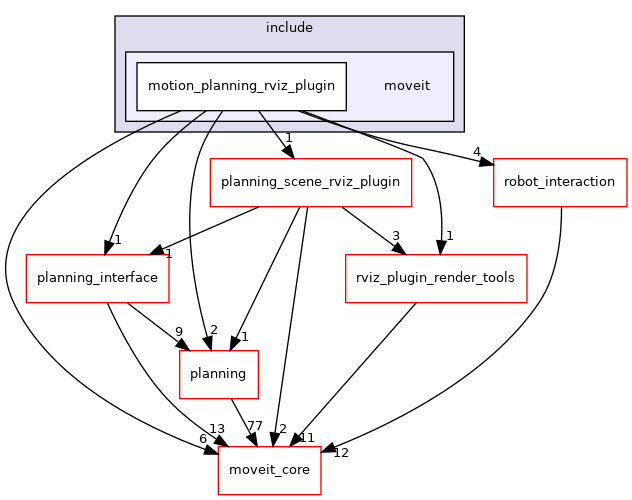 include
motion_planning_rviz_plugin
moveit
1
4
planning_scene_rviz_plugin
robot_interaction
1
1
3
1
planning_interface
rviz_plugin_render_tools
9
2
1
planning
13
77
2
6
11
12
moveit_core